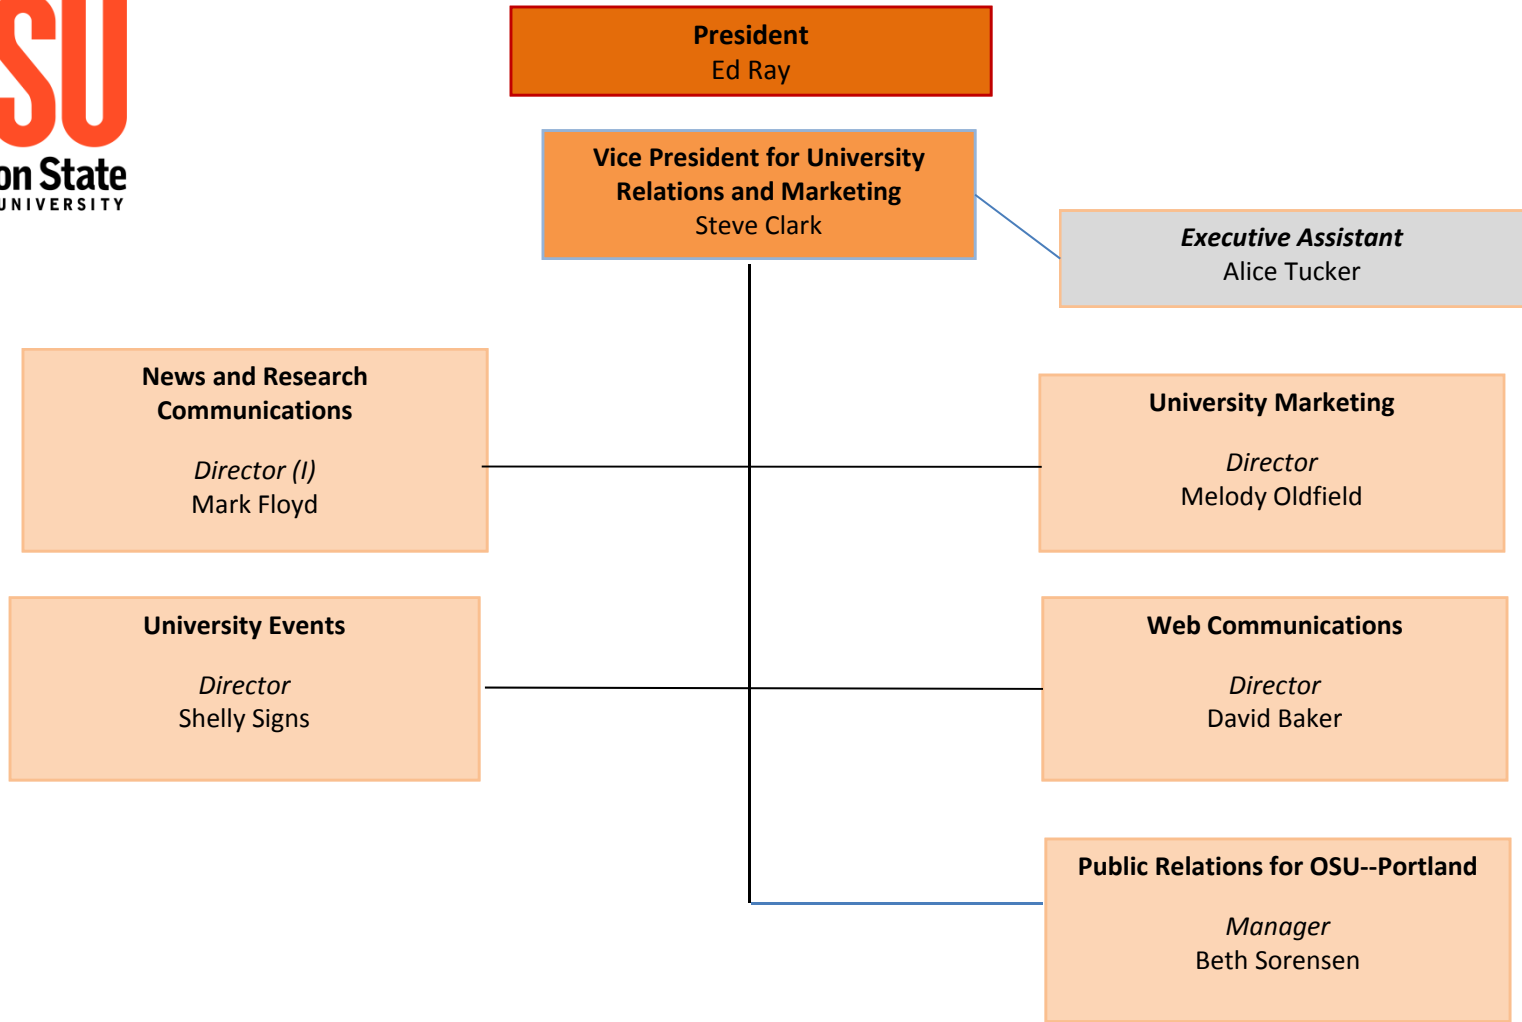 SU
on State
UNIVERSITY
President
Ed Ray
Vice President for University
Relations and Marketing
Steve Clark
Executive Assistant
Alice Tucker
News and Research
Communications
Director (I)
Mark Floyd
University Marketing
Director
Melody Oldfield
University Events
Director
Shelly Signs
Web Communications
Director
David Baker
Public Relations for OSU--Portland
Manager
Beth Sorensen